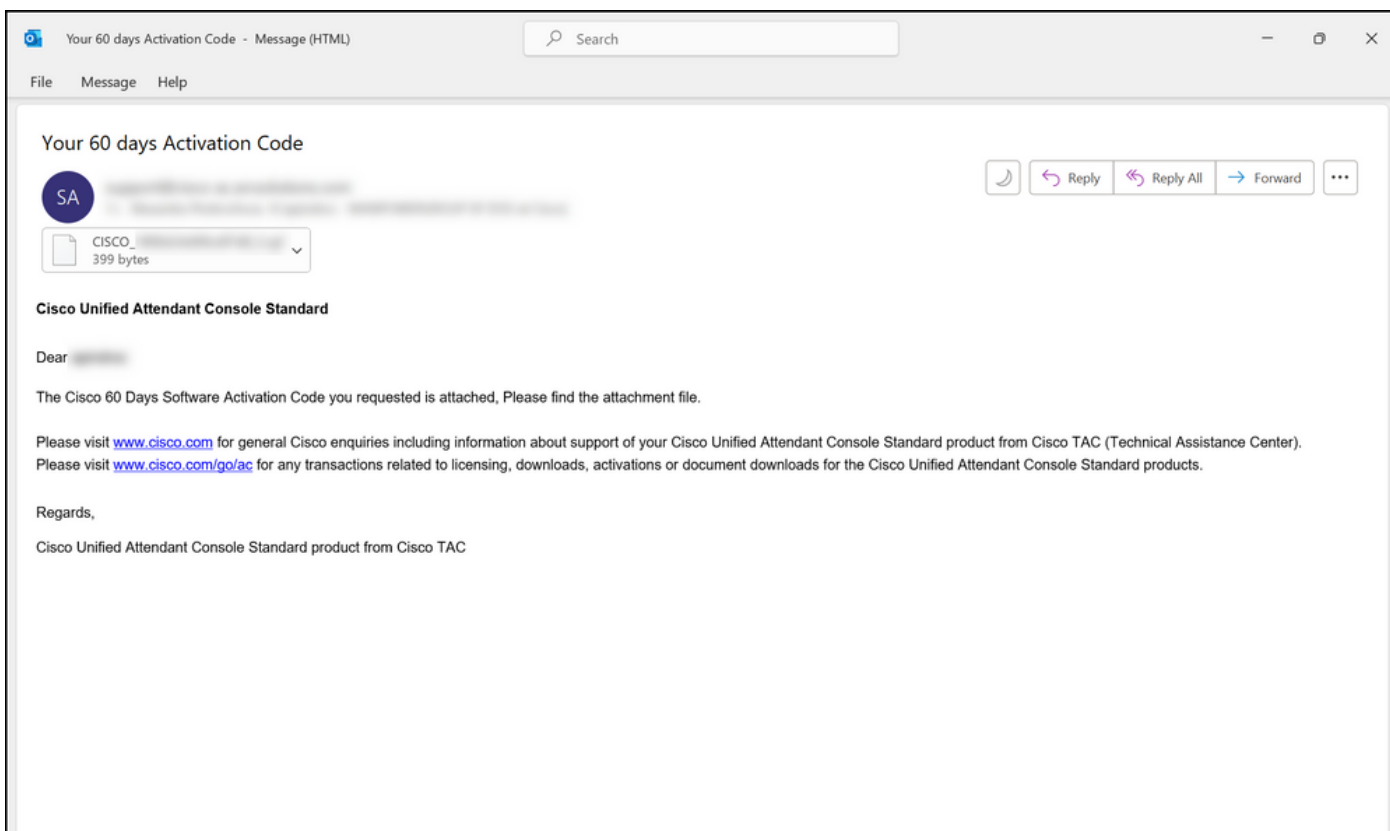 Your 60 days Activation Code - Message (HTML)
Search
File Message Help
Your 60 days Activation Code
SA
Reply
Reply All
Forward
CISCO_
399 bytes
Cisco Unified Attendant Console Standard
Dear
The Cisco 60 Days Software Activation Code you requested is attached, Please find the attachment file.
Please visit www.cisco.com for general Cisco enquiries including information about support of your Cisco Unified Attendant Console Standard product from Cisco TAC (Technical Assistance Center).
Please visit www.cisco.com/go/ac for any transactions related to licensing, downloads, activations or document downloads for the Cisco Unified Attendant Console Standard products.
Regards,
Cisco Unified Attendant Console Standard product from Cisco TAC